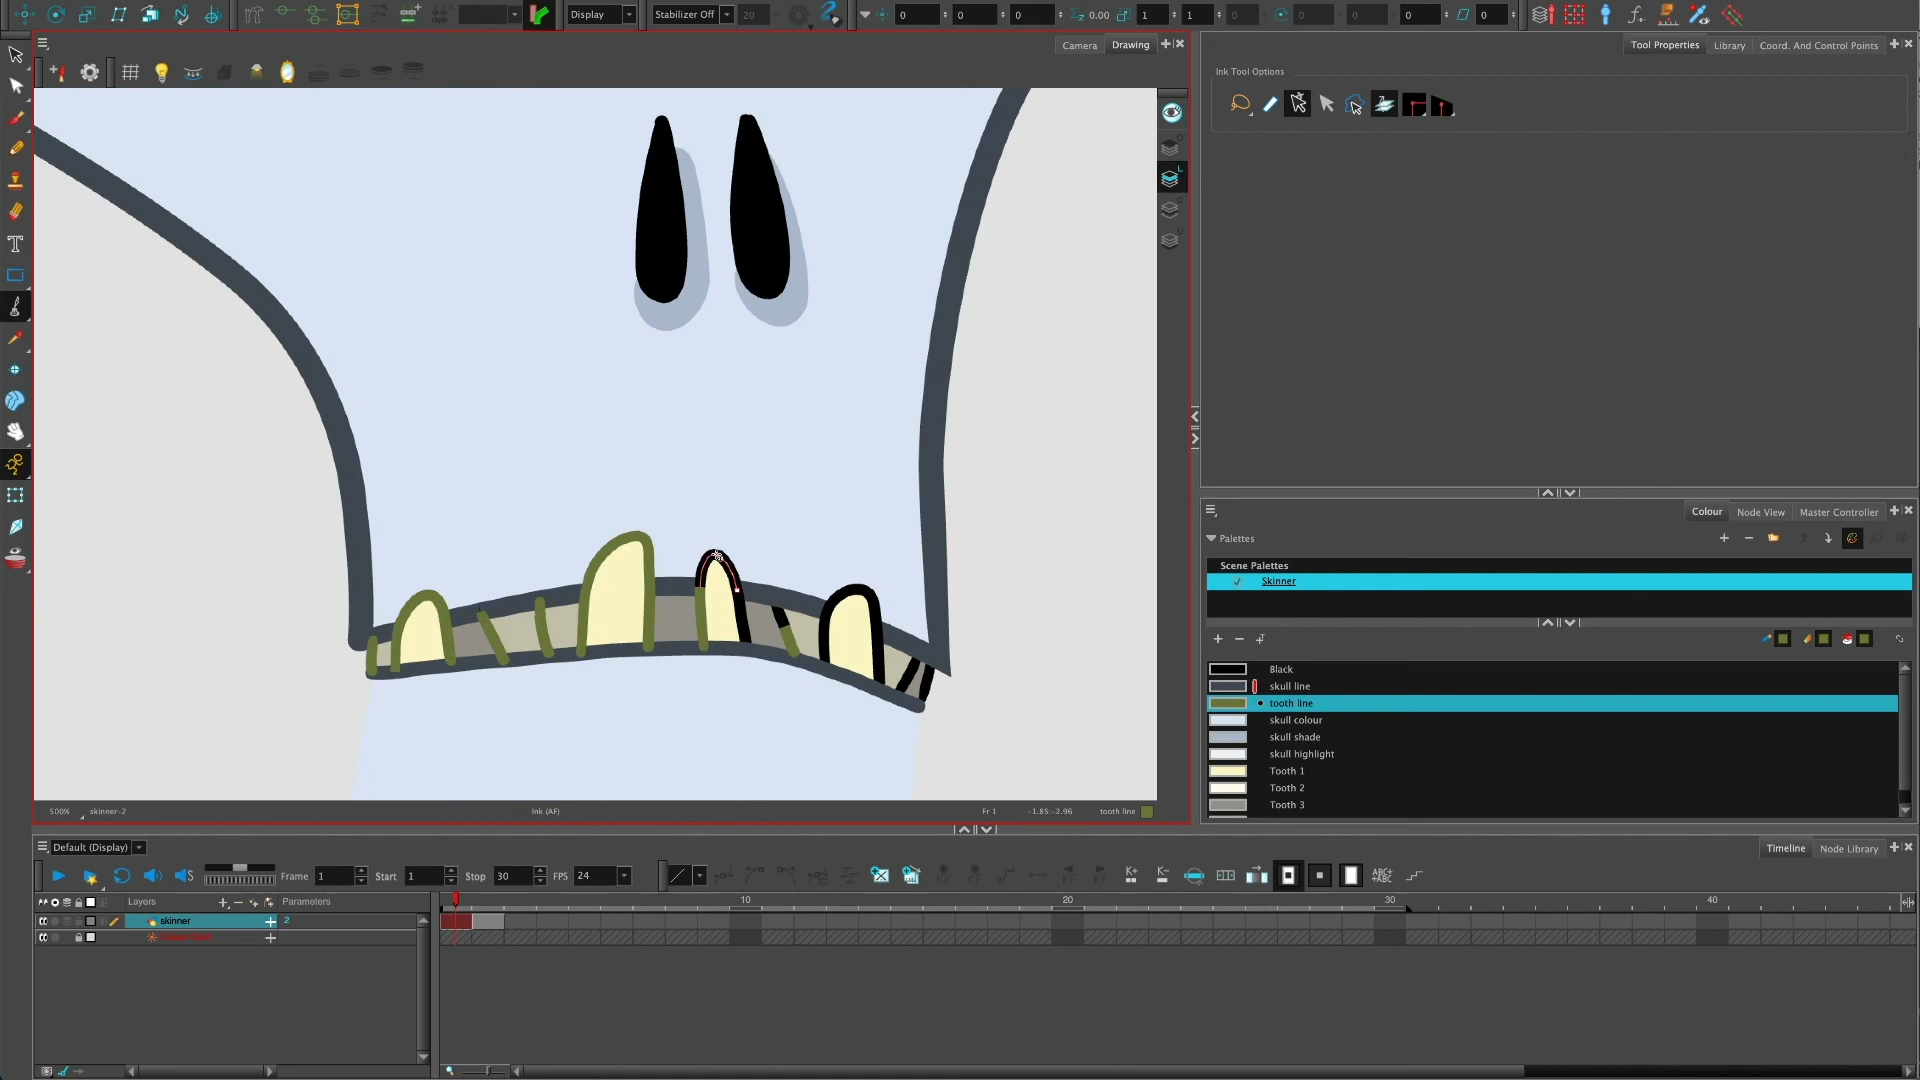 Display
Stabilizer Off
20
0
0
0
0.00
1
1
0
0
0
0
0
Camera
Drawing
Tool Properties
Library
Coord. And Control Points
Ink Tool Options
T
Colour
Node View
Master Controller
Palettes
Scene Palettes
Skinner
Black
skull line
tooth line
skull colour
skull shade
skull highlight
Tooth 1
Tooth 2
Tooth 3
500%
skinner-2
Ink (AF)
Fr 1
-1.85:-2.96
tooth line
Default (Display)
Timeline
Node Library
Frame
1
Start
1
Stop
30
FPS
24
Layers
Parameters
10
20
30
40
skinner
2